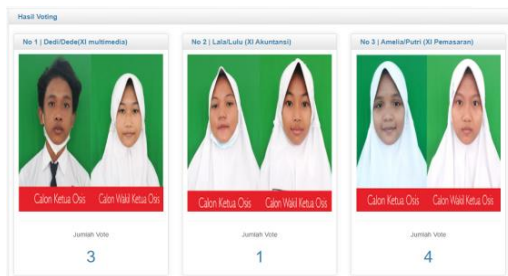 Hasil Voting
No 1 | Dedi/Dede(XI multimedia)
Calon Ketua Osis Calon Wakil Ketua Osis
Jumlah Vote
3
No 2 | Lala/Lulu (XI Akuntansi)
Calon Ketua Osis Calon Wakil Ketua Osis
Jumlah Vote
1
No 3 | Amelia/Putri (XI Pemasaran)
Calon Ketua Osis Calon Wakil Ketua Osis
Jumlah Vote
4